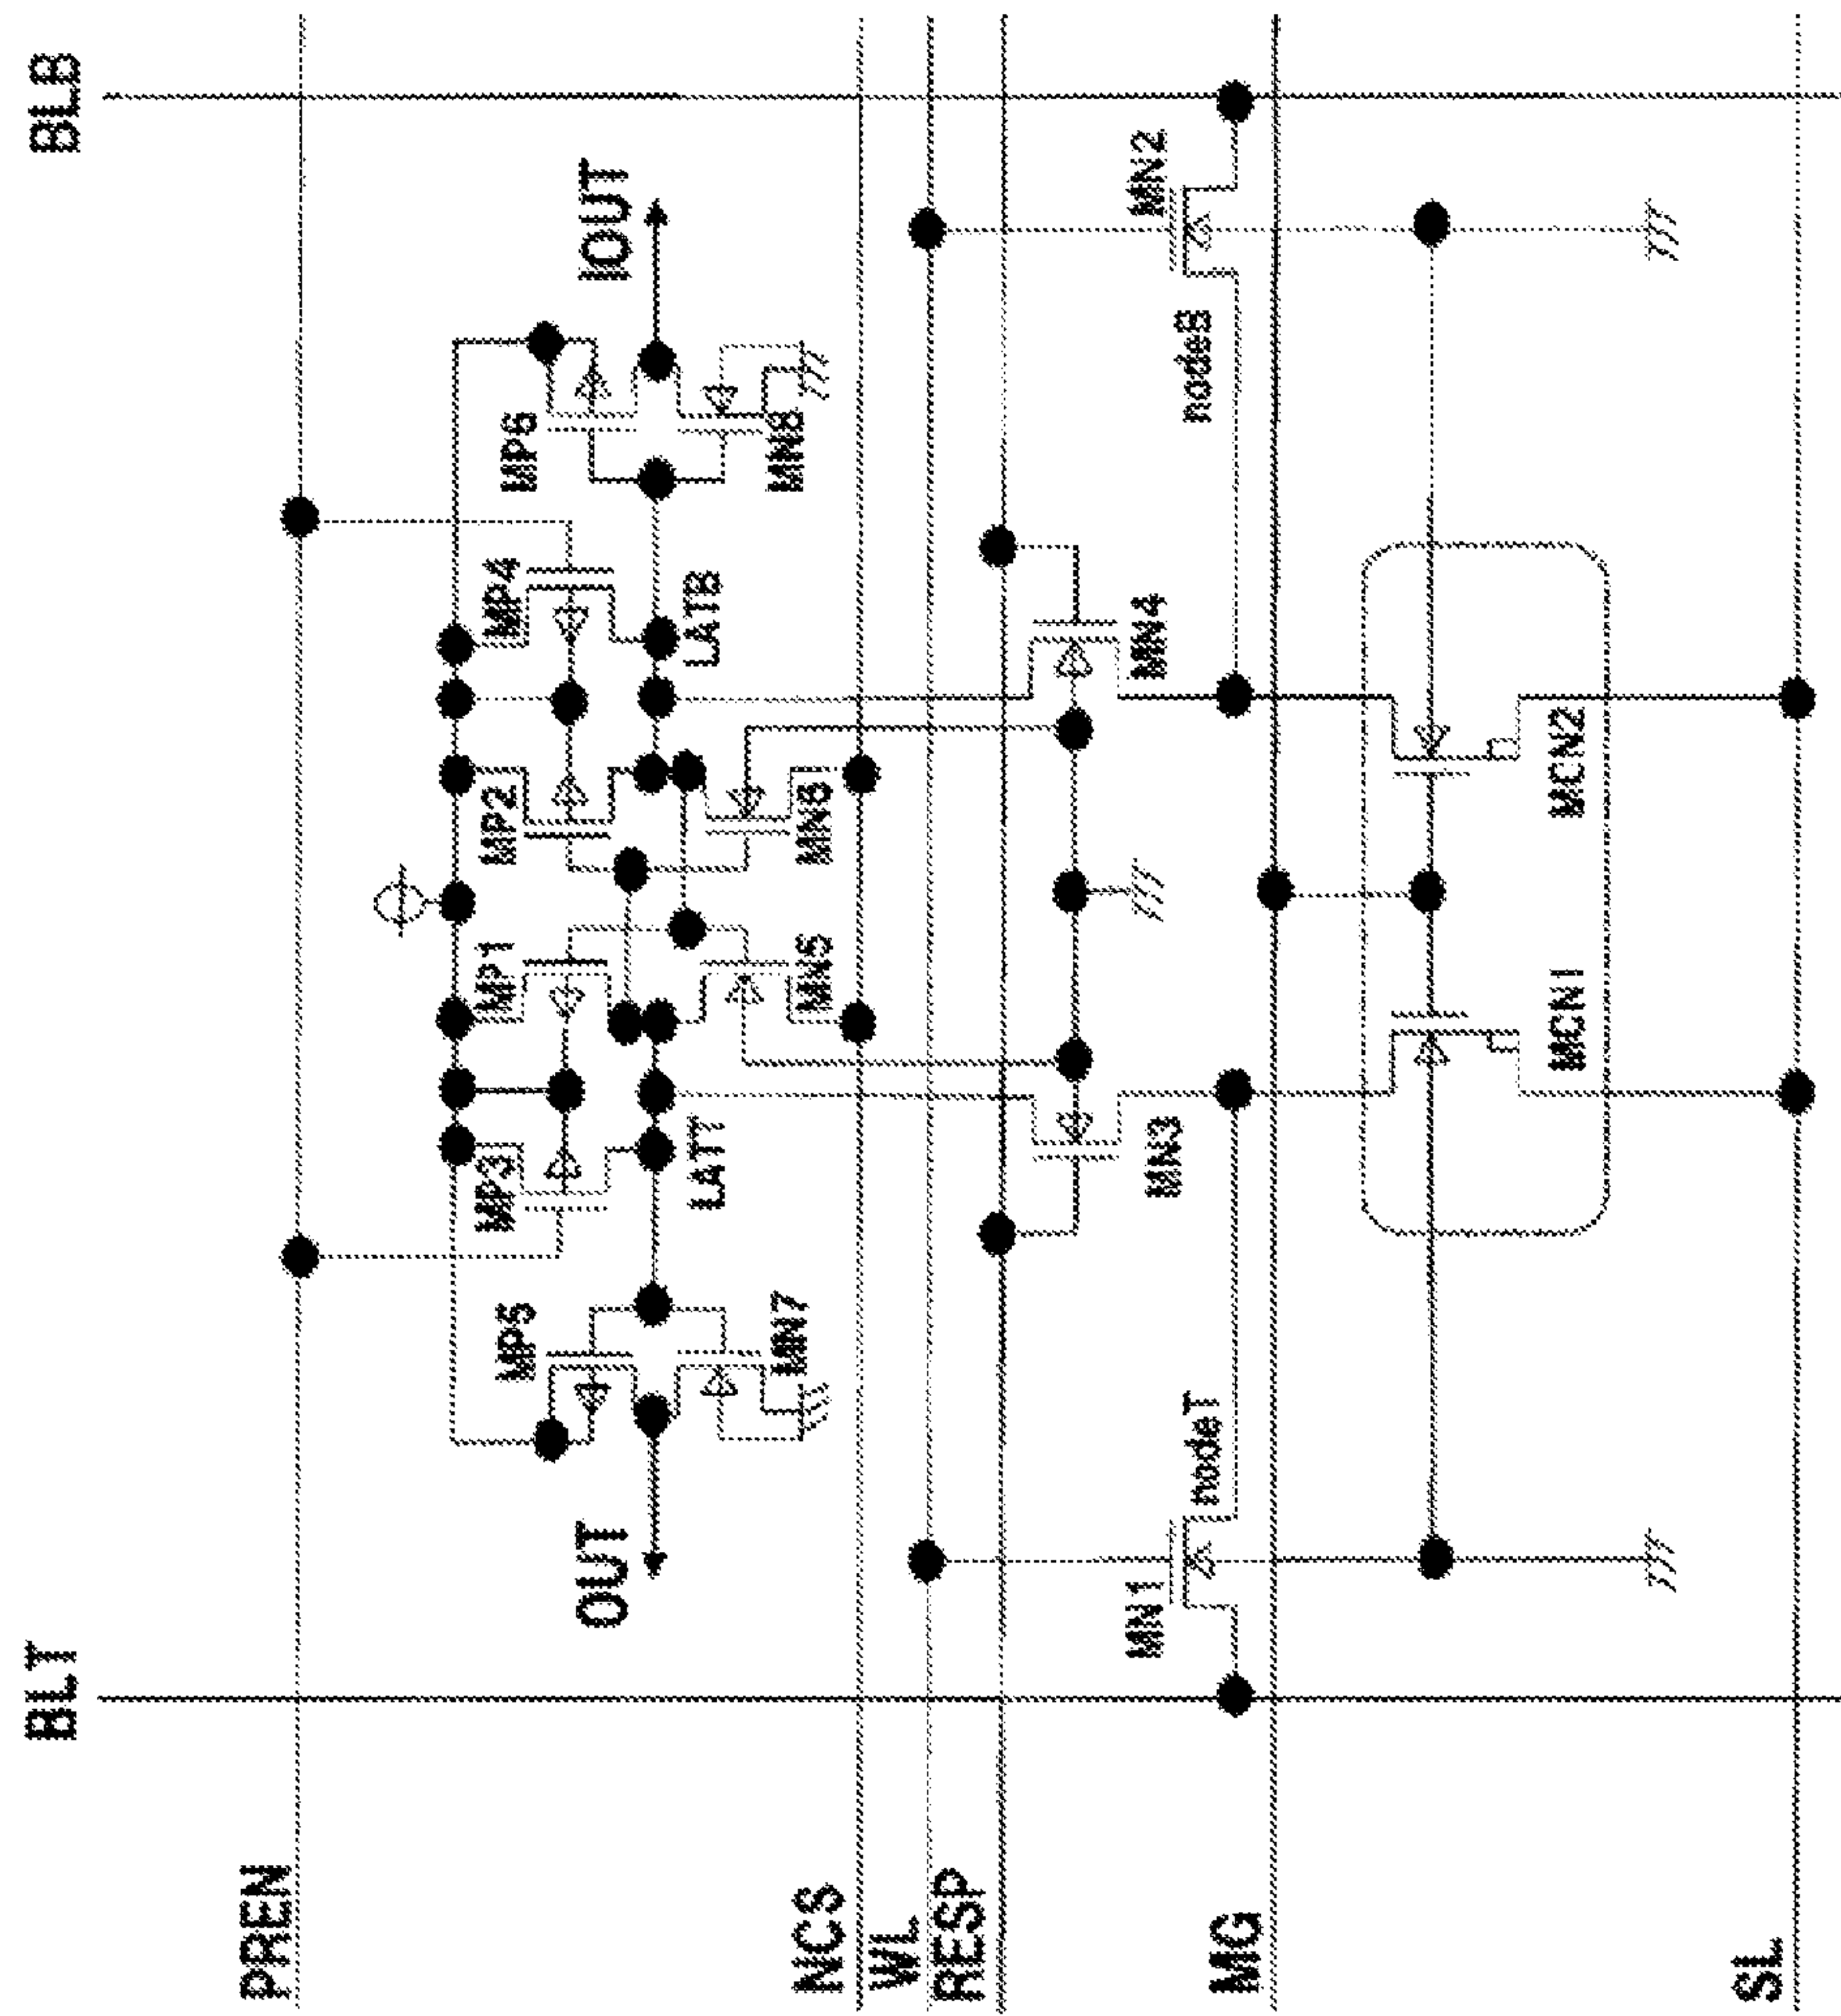 BLT
BLB
PREN
MP5
MP3
MP1
MP2
MP4
MP6
OUT
IOUT
LATT
LATB
MN7
MN5
MN6
MN8
NCS
WL
RESP
MN1
MN3
MN4
MN2
nodeT
nodeB
MG
MCN1
MCN2
SL